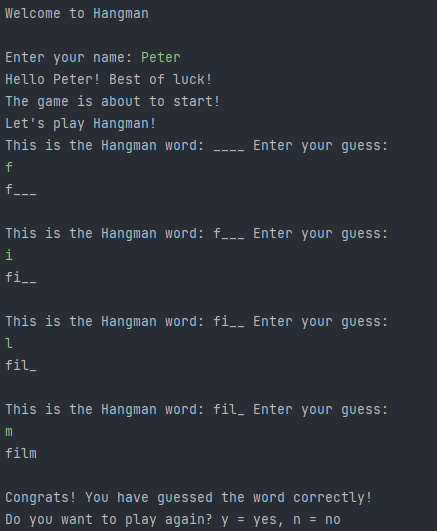 Welcome to Hangman
Enter your name: Peter
Hello Peter! Best of luck!
The game is about to start!
Let's play Hangman!
This is the Hangman word: ____ Enter your guess:
f
f___
This is the Hangman word: f___ Enter your guess:
i
fi__
This is the Hangman word: fi__ Enter your guess:
l
fil_
This is the Hangman word: fil_ Enter your guess:
m
film
Congrats! You have guessed the word correctly!
Do you want to play again? y = yes, n = no